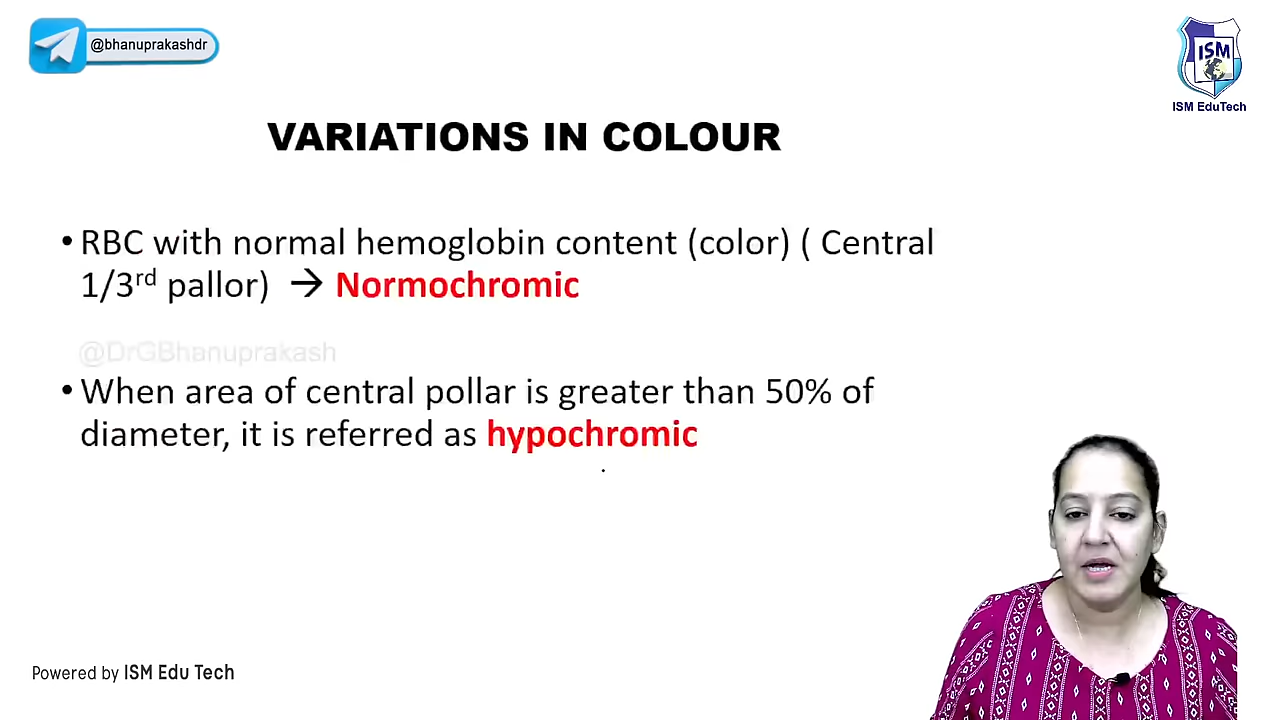 @bhanuprakashdr
ISM
ISM EduTech
VARIATIONS IN COLOUR
• RBC with normal hemoglobin content (color) ( Central
1/3rd pallor) → Normochromic
@DrGBhanuprakash
• When area of central pollar is greater than 50% of
diameter, it is referred as hypochromic
Powered by ISM Edu Tech